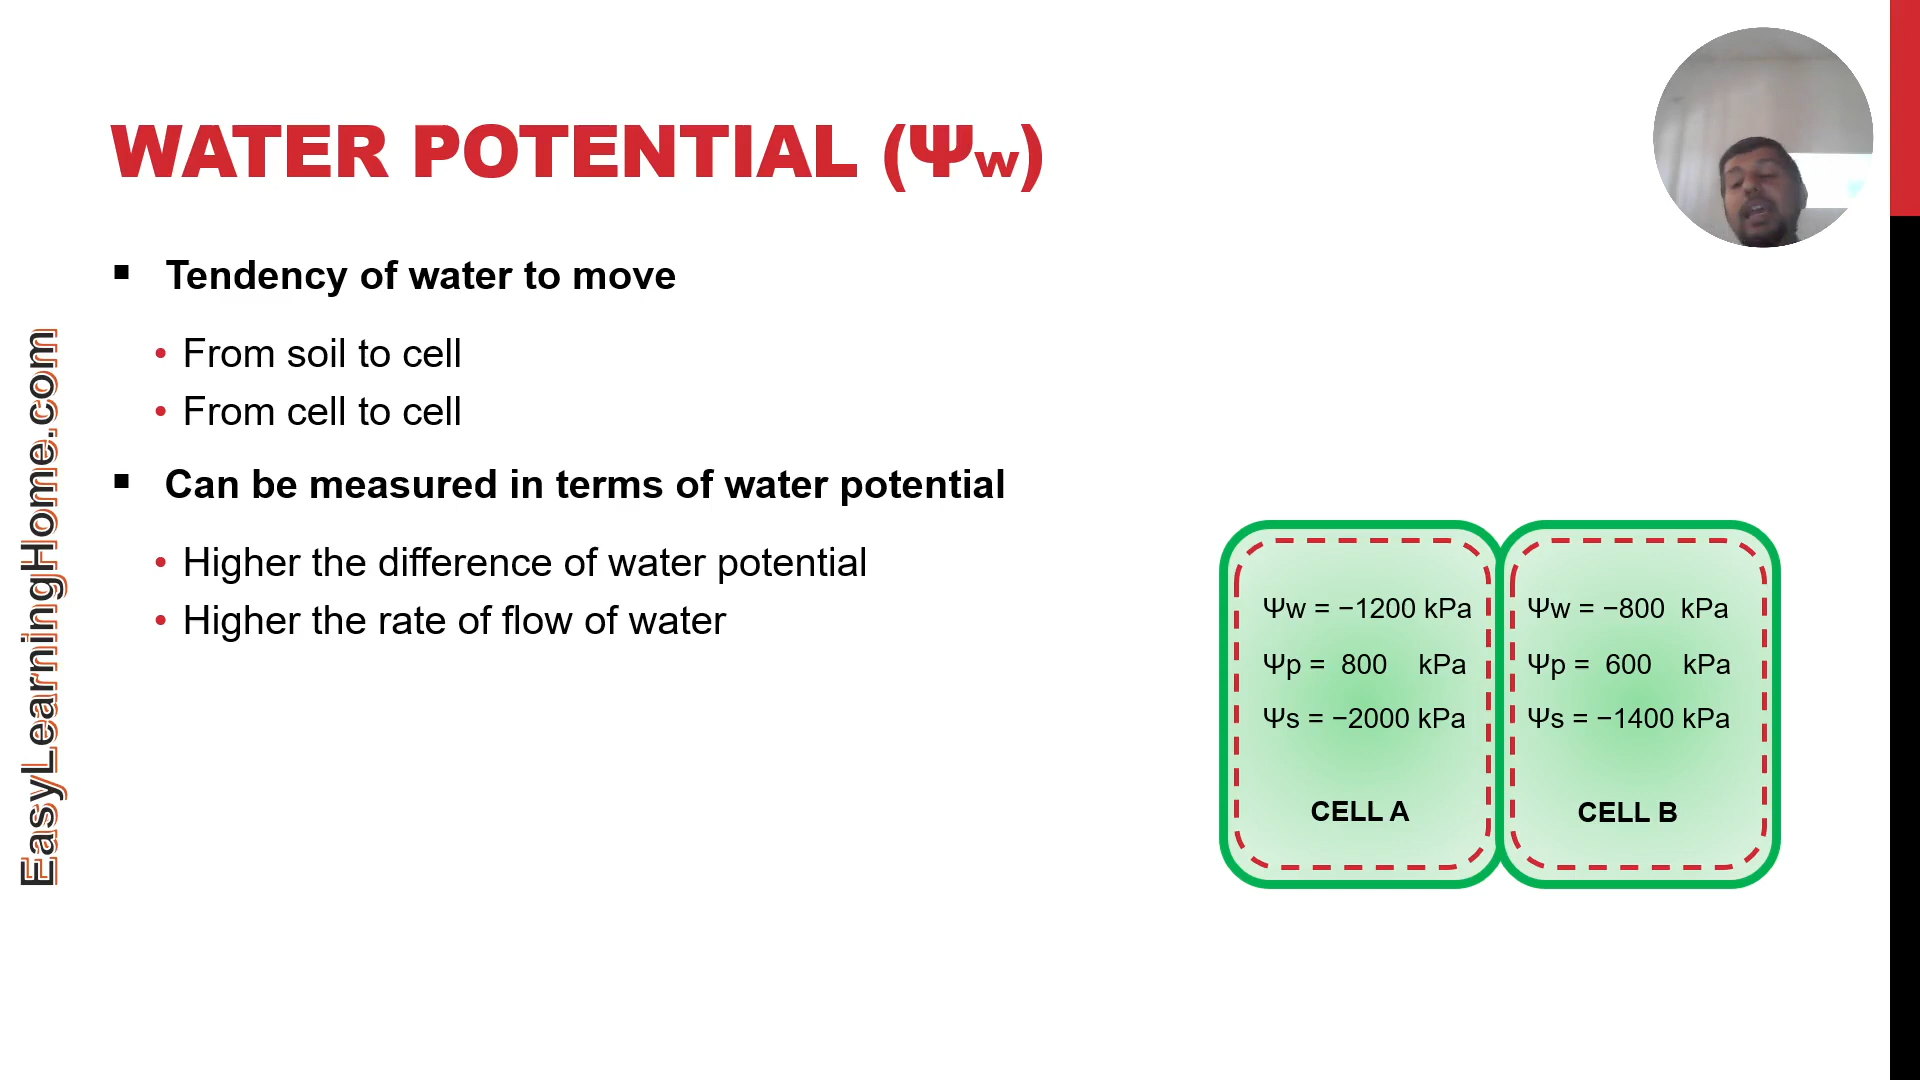 WATER POTENTIAL (Ψw)
▪ Tendency of water to move
• From soil to cell
• From cell to cell
▪ Can be measured in terms of water potential
• Higher the difference of water potential
• Higher the rate of flow of water
EasyLearningHome.com
Ψw = −1200 kPa
Ψp = 800 kPa
Ψs = −2000 kPa
CELL A
Ψw = −800 kPa
Ψp = 600 kPa
Ψs = −1400 kPa
CELL B